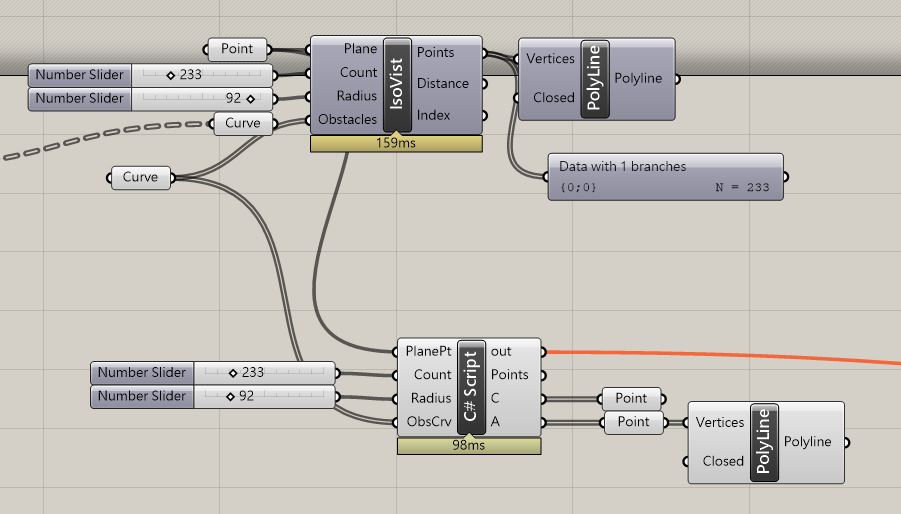 Point
Number Slider 233
Number Slider 92
Curve
Plane
Count
Radius
Obstacles
IsoVist
Points
Distance
Index
159ms
Vertices
Closed
PolyLine
Polyline
Curve
Data with 1 branches
{0;0} N = 233
Number Slider 233
Number Slider 92
PlanePt
Count
Radius
ObsCrv
C# Script
out
Points
C
A
98ms
Point
Point
Vertices
Closed
PolyLine
Polyline